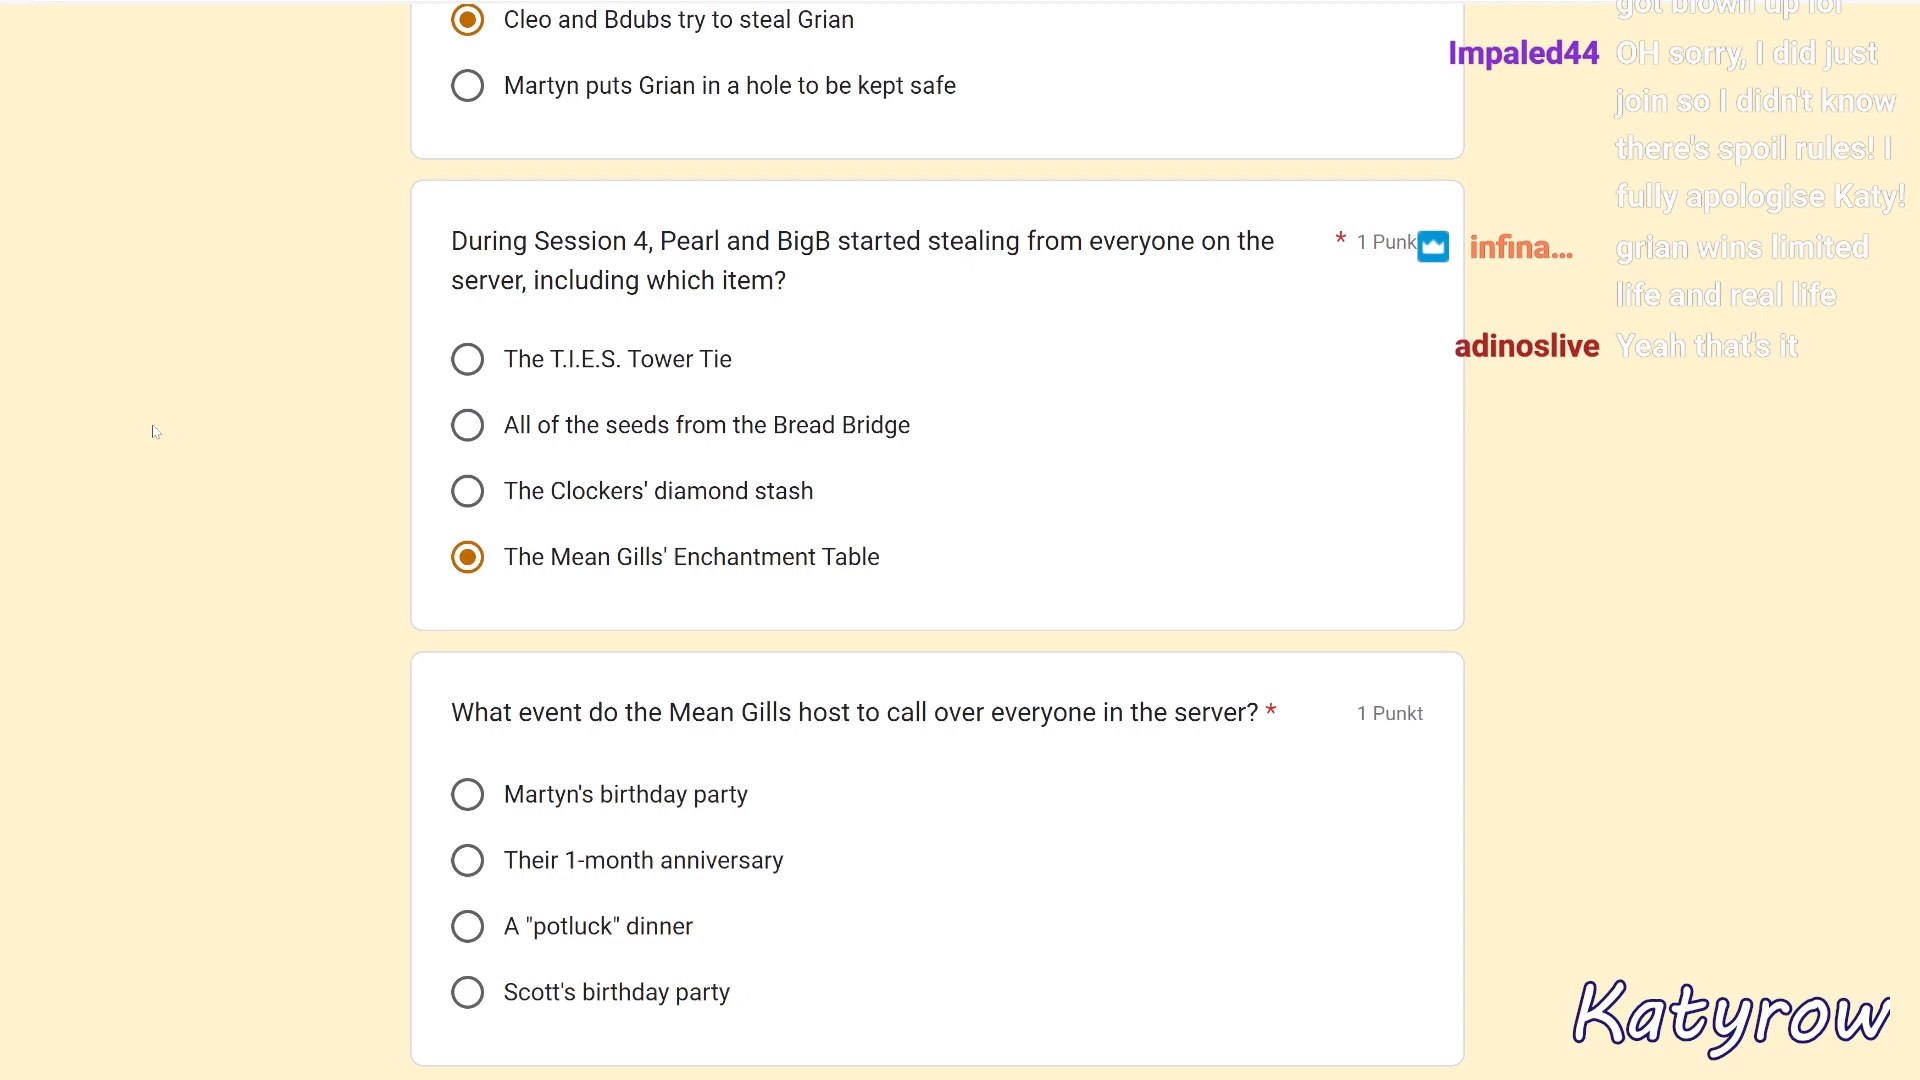 Cleo and Bdubs try to steal Grian
Martyn puts Grian in a hole to be kept safe
During Session 4, Pearl and BigB started stealing from everyone on the
server, including which item?
* 1 Punk
The T.I.E.S. Tower Tie
All of the seeds from the Bread Bridge
The Clockers' diamond stash
The Mean Gills' Enchantment Table
What event do the Mean Gills host to call over everyone in the server? *
1 Punkt
Martyn's birthday party
Their 1-month anniversary
A "potluck" dinner
Scott's birthday party
got blown up for
Impaled44 OH sorry, I did just
join so I didn't know
there's spoil rules! I
fully apologise Katy!
infina... grian wins limited
life and real life
adinoslive Yeah that's it
Katyrow